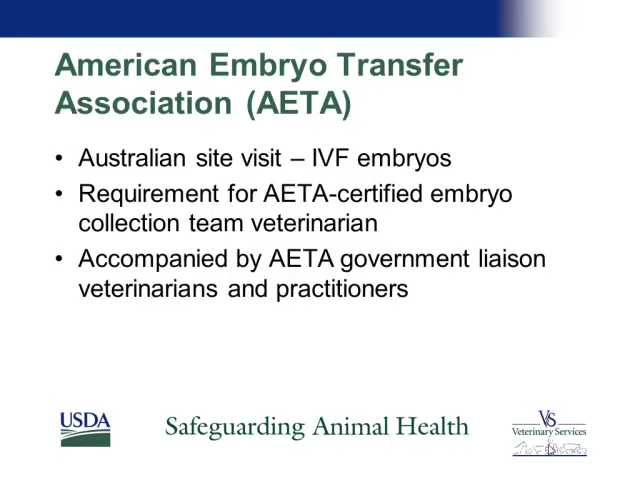 American Embryo Transfer
Association (AETA)
• Australian site visit – IVF embryos
• Requirement for AETA-certified embryo
collection team veterinarian
• Accompanied by AETA government liaison
veterinarians and practitioners
USDA
Safeguarding Animal Health
VS
Veterinary Services